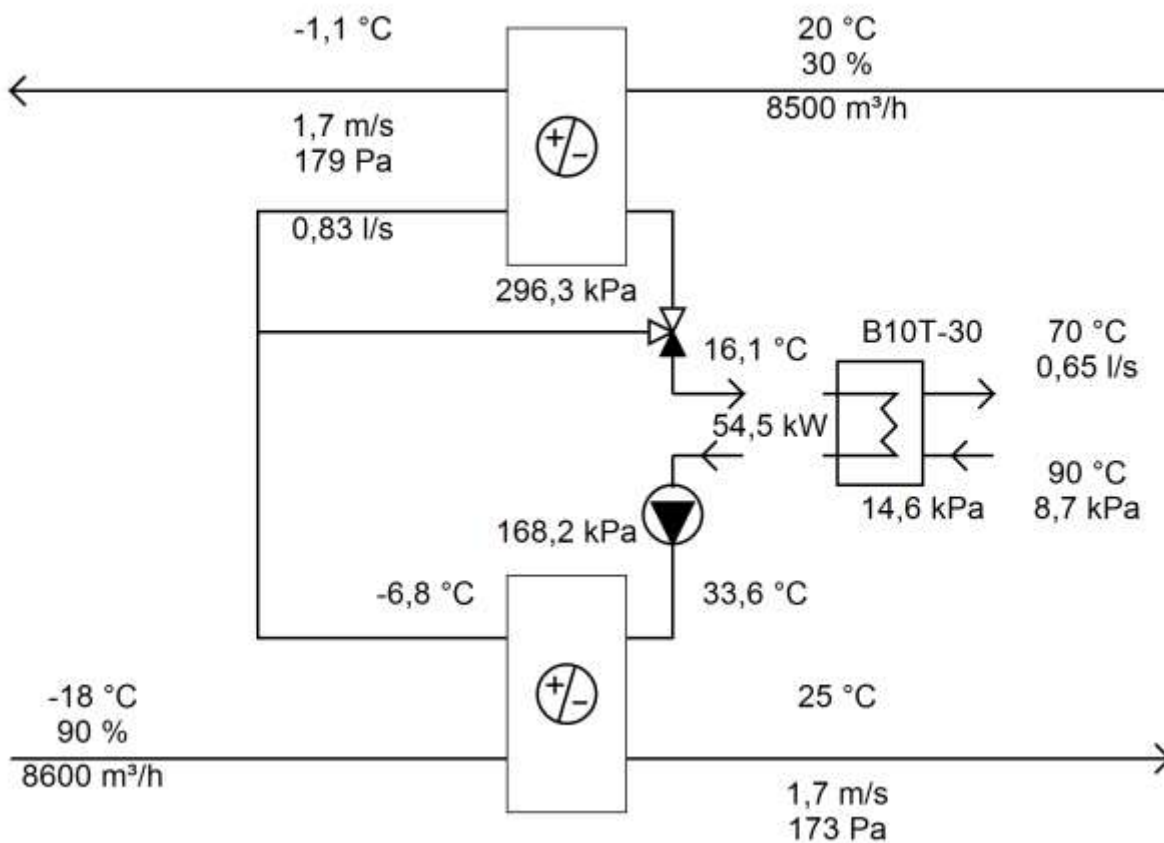 -1,1 °C
20 °C
30 %
8500 m³/h
1,7 m/s
179 Pa
0,83 l/s
296,3 kPa
16,1 °C
B10T-30
70 °C
0,65 l/s
54,5 kW
90 °C
8,7 kPa
14,6 kPa
168,2 kPa
-6,8 °C
33,6 °C
-18 °C
90 %
8600 m³/h
25 °C
1,7 m/s
173 Pa